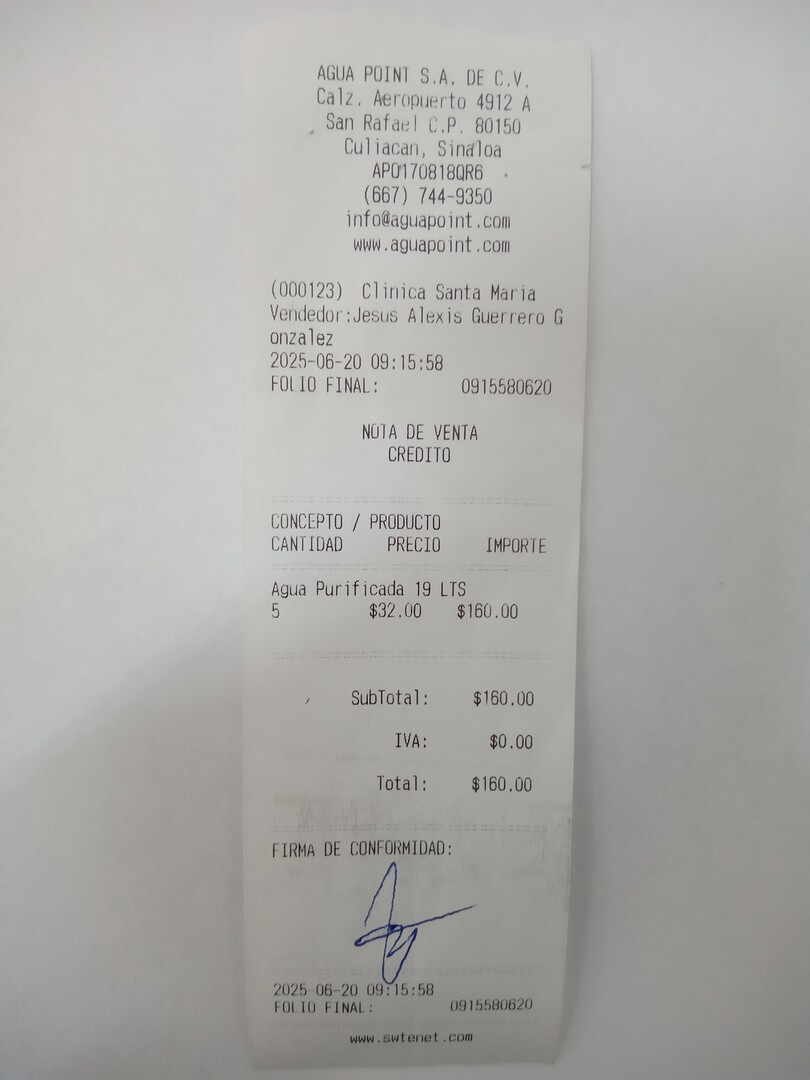 AGUA POINT S.A. DE C.V.
Calz. Aeropuerto 4912 A
San Rafael C.P. 80150
Culiacan, Sinaloa
APO170818QR6
(667) 744-9350
info@aguapoint.com
www.aguapoint.com
(000123) Clinica Santa Maria
Vendedor:Jesus Alexis Guerrero G
onzalez
2025-06-20 09:15:58
FOLIO FINAL: 0915580620
NOTA DE VENTA
CREDITO
CONCEPTO / PRODUCTO
CANTIDAD PRECIO IMPORTE
Agua Purificada 19 LTS
5 $32.00 $160.00
SubTotal: $160.00
IVA: $0.00
Total: $160.00
FIRMA DE CONFORMIDAD:
2025-06-20 09:15:58
FOLIO FINAL: 0915580620
www.swtenet.com